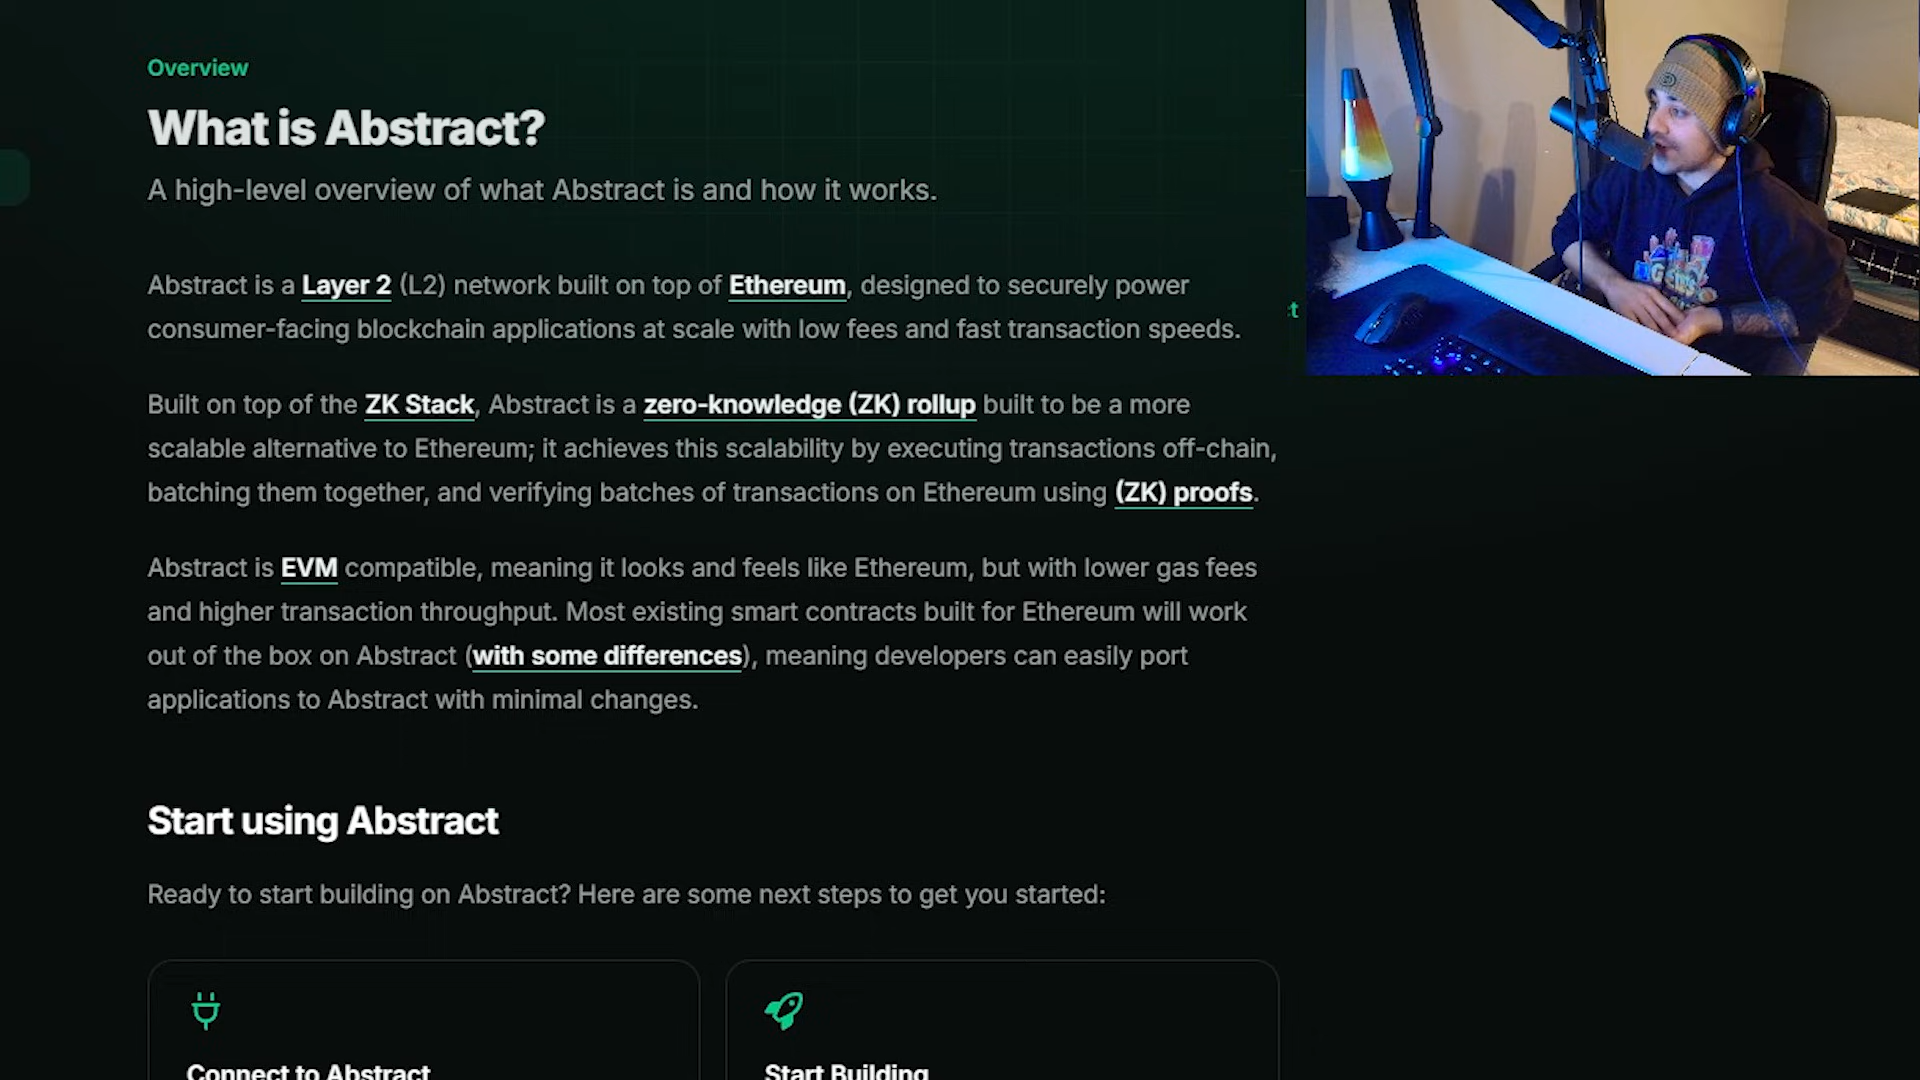 Overview
What is Abstract?
A high-level overview of what Abstract is and how it works.
Abstract is a Layer 2 (L2) network built on top of Ethereum, designed to securely power
consumer-facing blockchain applications at scale with low fees and fast transaction speeds.
Built on top of the ZK Stack, Abstract is a zero-knowledge (ZK) rollup built to be a more
scalable alternative to Ethereum; it achieves this scalability by executing transactions off-chain,
batching them together, and verifying batches of transactions on Ethereum using (ZK) proofs.
Abstract is EVM compatible, meaning it looks and feels like Ethereum, but with lower gas fees
and higher transaction throughput. Most existing smart contracts built for Ethereum will work
out of the box on Abstract (with some differences), meaning developers can easily port
applications to Abstract with minimal changes.
Start using Abstract
Ready to start building on Abstract? Here are some next steps to get you started:
Connect to Abstract
Start Building